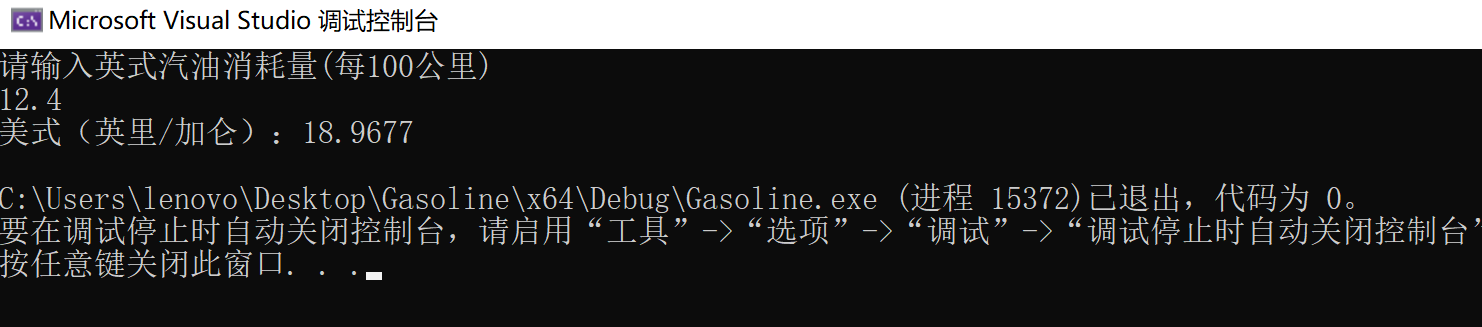 C:\ Microsoft Visual Studio 调试控制台
请输入英式汽油消耗量(每100公里)
12.4
美式（英里/加仑）：18.9677
C:\Users\lenovo\Desktop\Gasoline\x64\Debug\Gasoline.exe (进程 15372)已退出，代码为 0。
要在调试停止时自动关闭控制台，请启用“工具”->“选项”->“调试”->“调试停止时自动关闭控制台”
按任意键关闭此窗口. . .